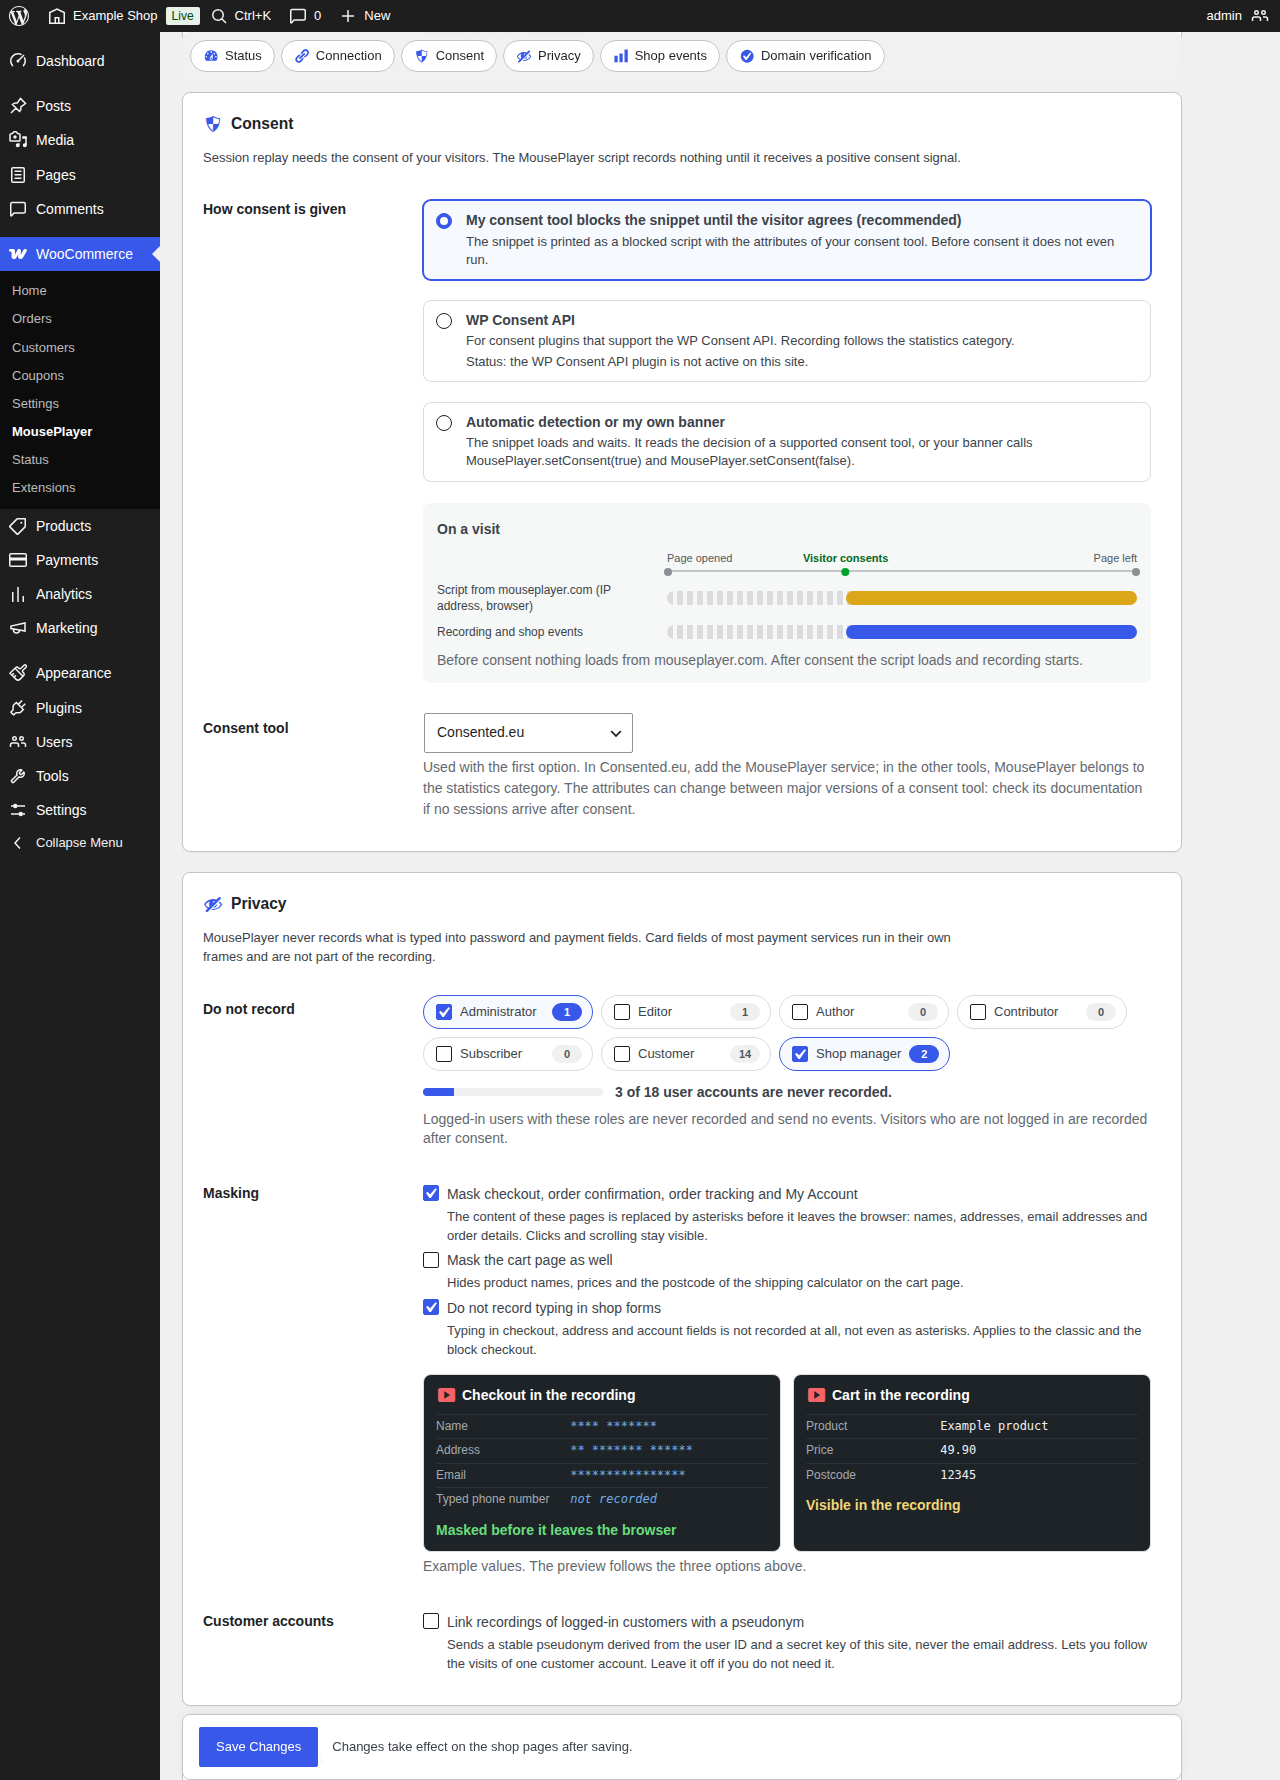 Example Shop
Live
Ctrl+K
0
New
admin
Dashboard
Posts
Media
Pages
Comments
WooCommerce
Home
Orders
Customers
Coupons
Settings
MousePlayer
Status
Extensions
Products
Payments
Analytics
Marketing
Appearance
Plugins
Users
Tools
Settings
Collapse Menu
Status
Connection
Consent
Privacy
Shop events
Domain verification
Consent
Session replay needs the consent of your visitors. The MousePlayer script records nothing until it receives a positive consent signal.
How consent is given
My consent tool blocks the snippet until the visitor agrees (recommended)
The snippet is printed as a blocked script with the attributes of your consent tool. Before consent it does not even
run.
WP Consent API
For consent plugins that support the WP Consent API. Recording follows the statistics category.
Status: the WP Consent API plugin is not active on this site.
Automatic detection or my own banner
The snippet loads and waits. It reads the decision of a supported consent tool, or your banner calls
MousePlayer.setConsent(true) and MousePlayer.setConsent(false).
On a visit
Page opened
Visitor consents
Page left
Script from mouseplayer.com (IP
address, browser)
Recording and shop events
Before consent nothing loads from mouseplayer.com. After consent the script loads and recording starts.
Consent tool
Consented.eu
Used with the first option. In Consented.eu, add the MousePlayer service; in the other tools, MousePlayer belongs to
the statistics category. The attributes can change between major versions of a consent tool: check its documentation
if no sessions arrive after consent.
Privacy
MousePlayer never records what is typed into password and payment fields. Card fields of most payment services run in their own
frames and are not part of the recording.
Do not record
Administrator 1
Editor 1
Author 0
Contributor 0
Subscriber 0
Customer 14
Shop manager 2
3 of 18 user accounts are never recorded.
Logged-in users with these roles are never recorded and send no events. Visitors who are not logged in are recorded
after consent.
Masking
Mask checkout, order confirmation, order tracking and My Account
The content of these pages is replaced by asterisks before it leaves the browser: names, addresses, email addresses and
order details. Clicks and scrolling stay visible.
Mask the cart page as well
Hides product names, prices and the postcode of the shipping calculator on the cart page.
Do not record typing in shop forms
Typing in checkout, address and account fields is not recorded at all, not even as asterisks. Applies to the classic and the
block checkout.
Checkout in the recording
Name **** *******
Address ** ******* ******
Email ****************
Typed phone number not recorded
Masked before it leaves the browser
Cart in the recording
Product Example product
Price 49.90
Postcode 12345
Visible in the recording
Example values. The preview follows the three options above.
Customer accounts
Link recordings of logged-in customers with a pseudonym
Sends a stable pseudonym derived from the user ID and a secret key of this site, never the email address. Lets you follow
the visits of one customer account. Leave it off if you do not need it.
Save Changes
Changes take effect on the shop pages after saving.